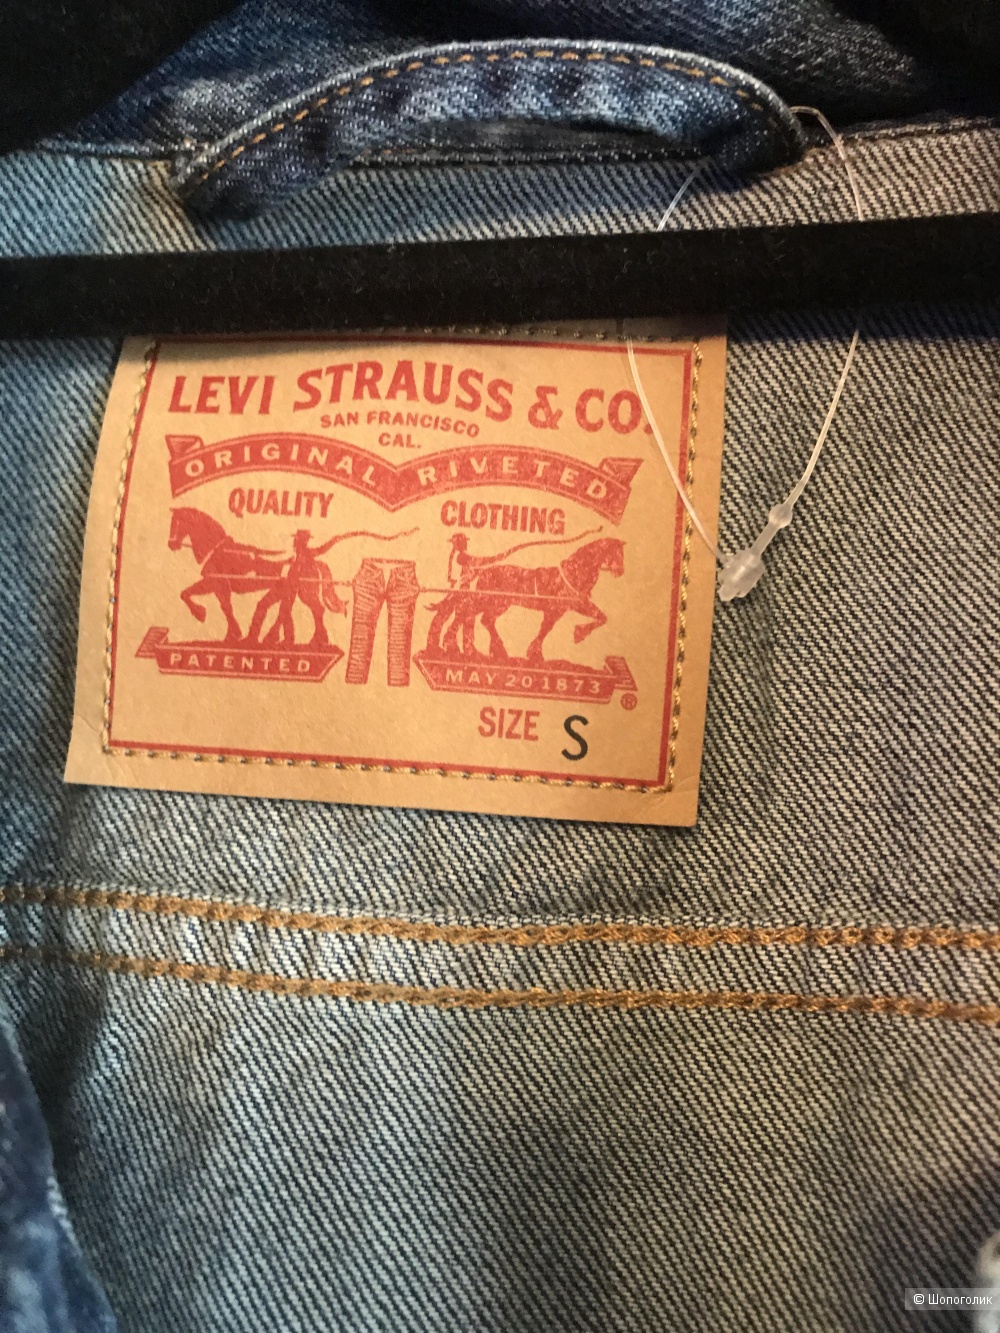 LEVI STRAUSS & CO.
SAN FRANCISCO
CAL.
ORIGINAL RIVETED
QUALITY CLOTHING
PATENTED
MAY 20 1873
®
SIZE S
© Шопоголик